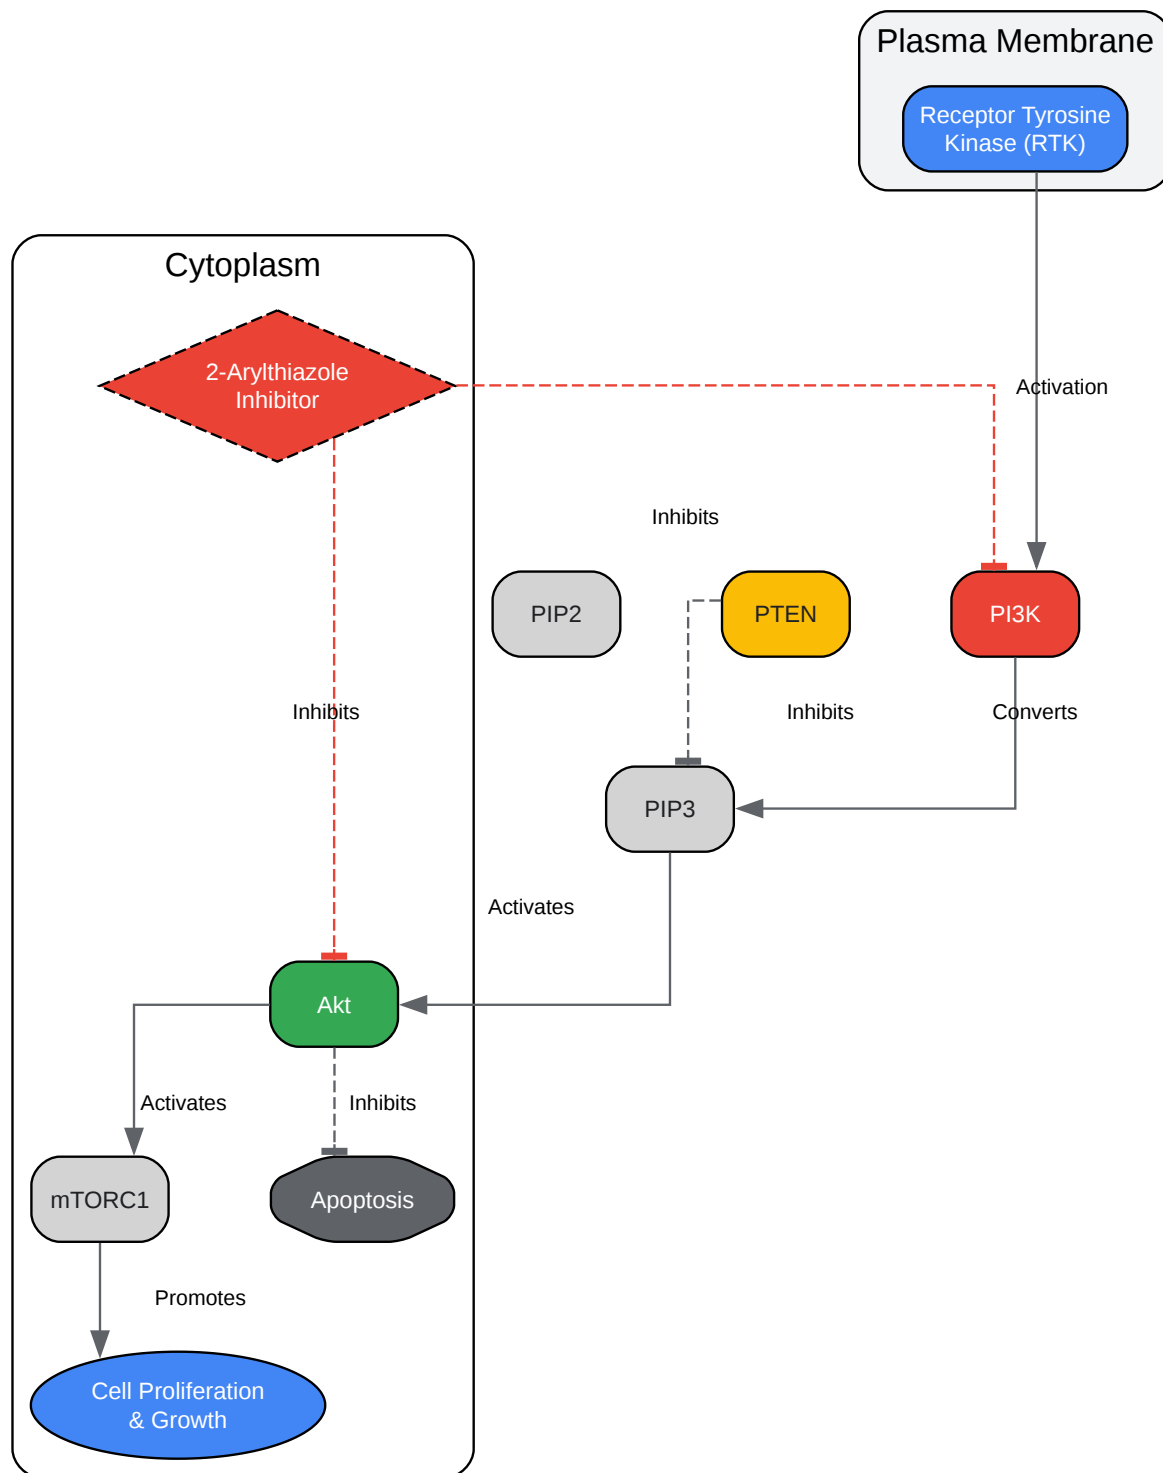 Plasma Membrane
Receptor Tyrosine
Kinase (RTK)
Cytoplasm
2-Arylthiazole
Inhibitor
Activation
Inhibits
PIP2
PTEN
PI3K
Inhibits
Inhibits
Converts
PIP3
Activates
Akt
Activates
Inhibits
mTORC1
Apoptosis
Promotes
Cell Proliferation
& Growth